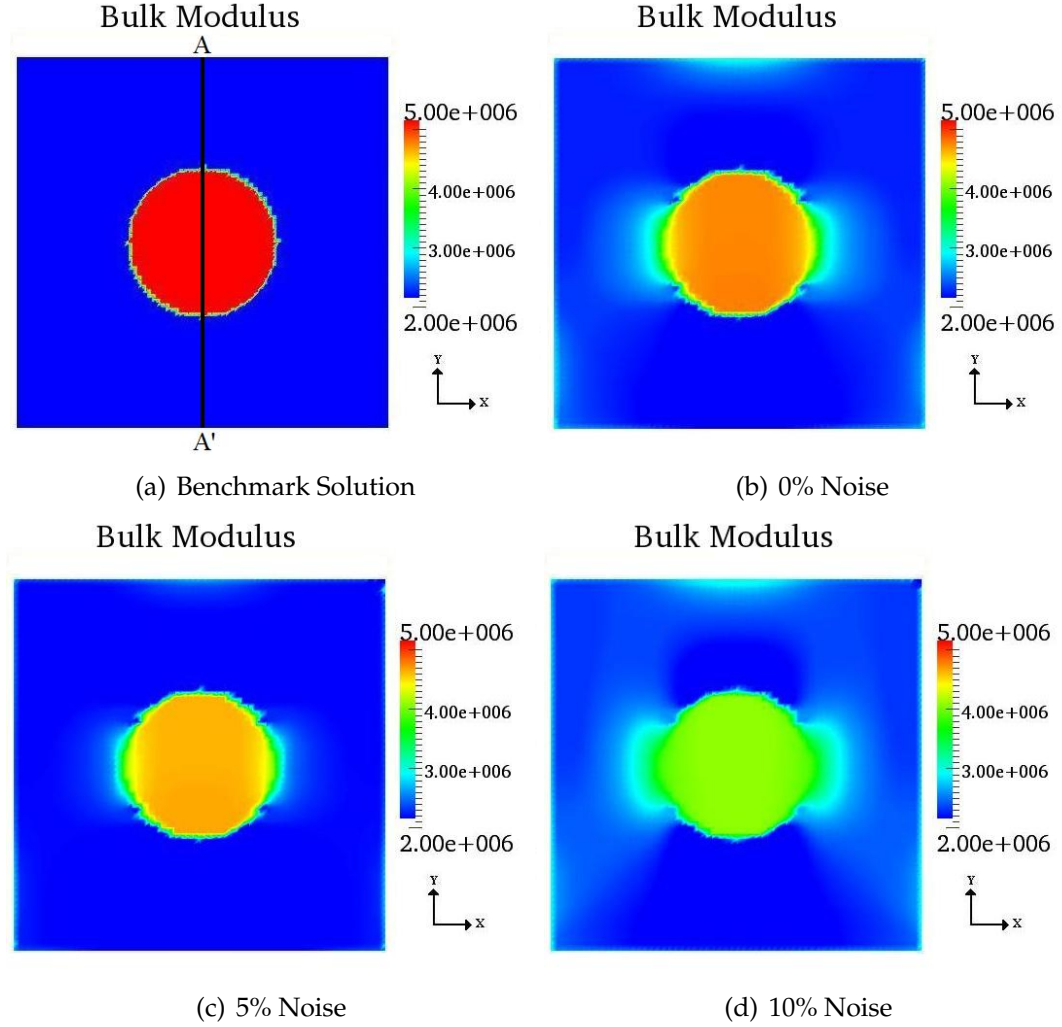 Bulk Modulus
A
5.00e+006
4.00e+006
3.00e+006
2.00e+006
Y
X
A'
(a) Benchmark Solution
Bulk Modulus
5.00e+006
4.00e+006
3.00e+006
2.00e+006
Y
X
(b) 0% Noise
Bulk Modulus
5.00e+006
4.00e+006
3.00e+006
2.00e+006
Y
X
(c) 5% Noise
Bulk Modulus
5.00e+006
4.00e+006
3.00e+006
2.00e+006
Y
X
(d) 10% Noise